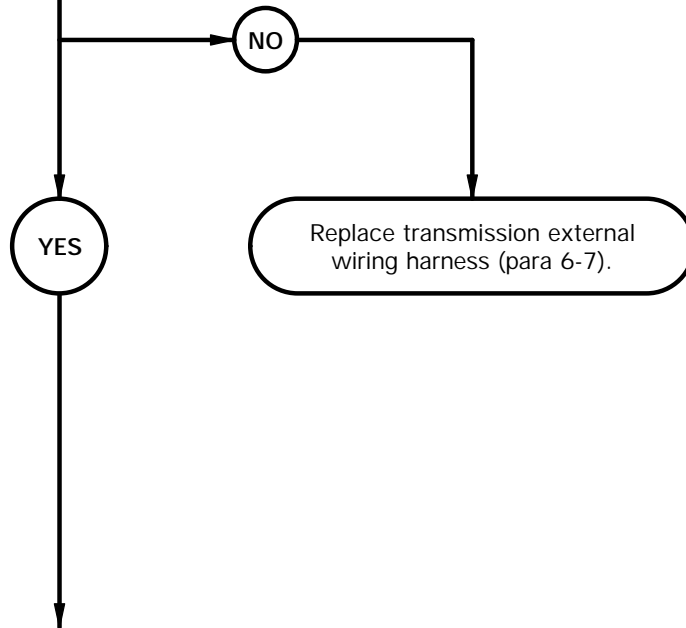 NO
YES
Replace transmission external
wiring harness (para 6-7).